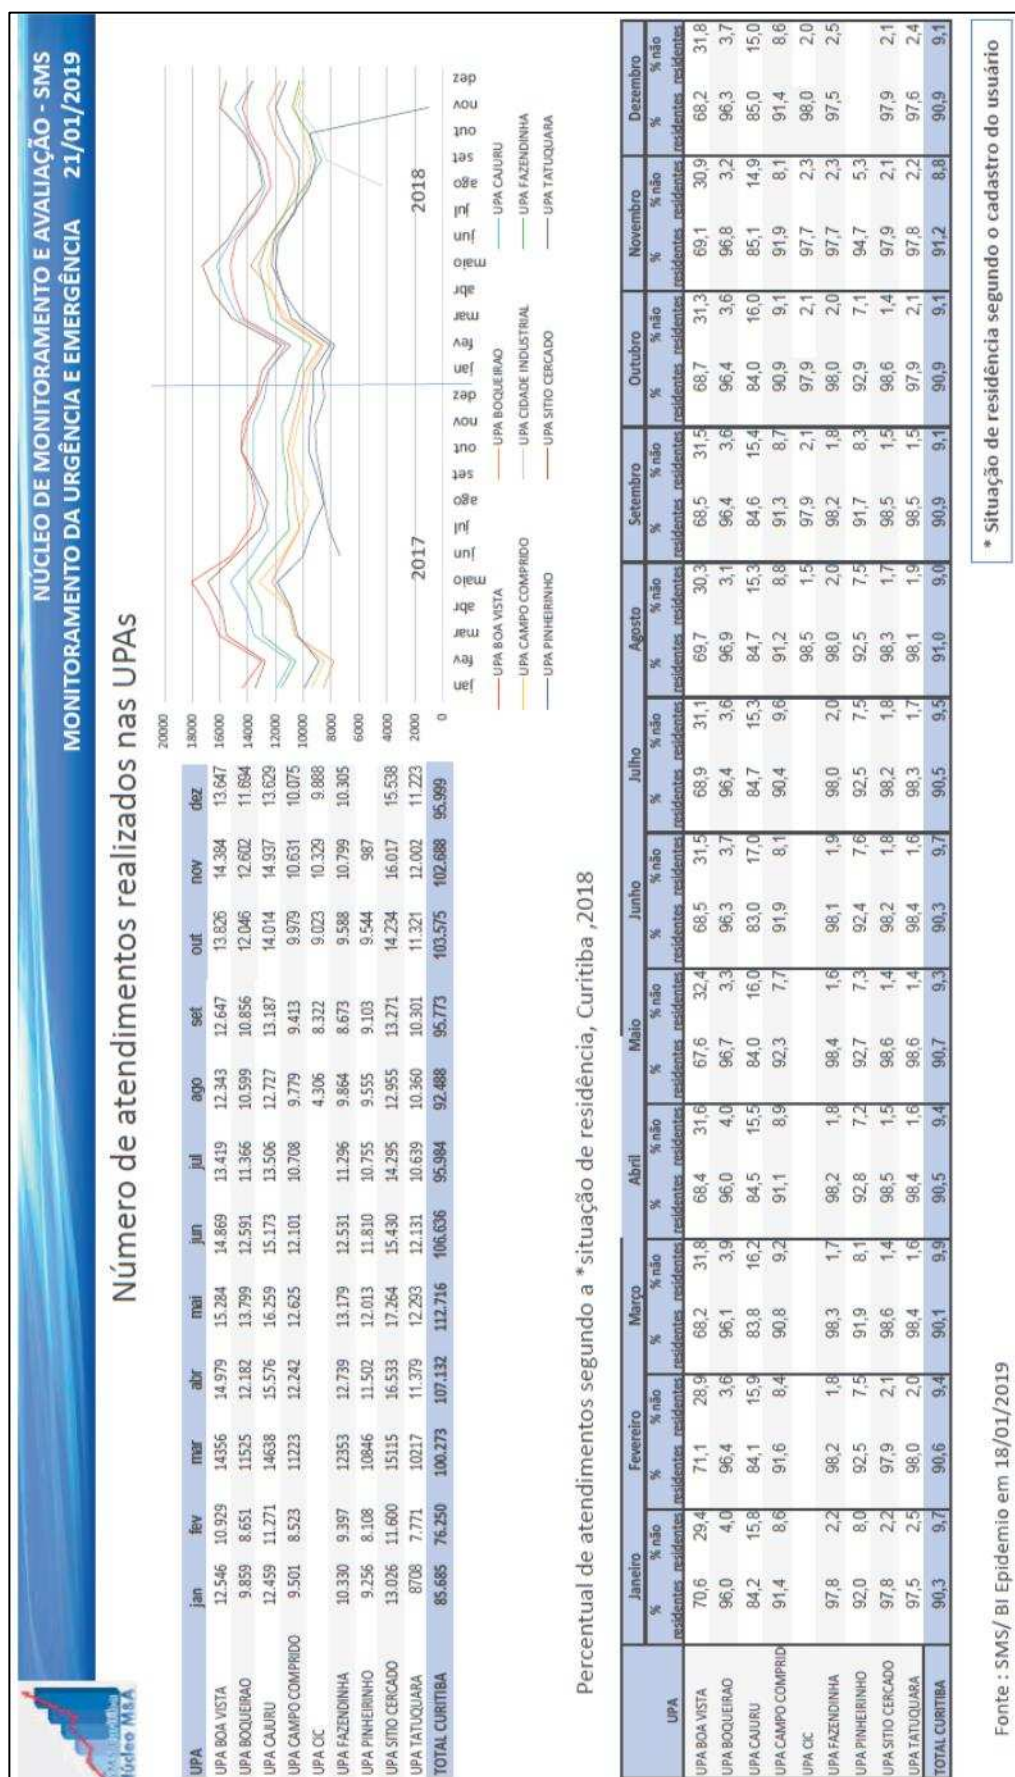 NÚCLEO DE MONITORAMENTO E AVALIAÇÃO - SMS
MONITORAMENTO DA URGÊNCIA E EMERGÊNCIA 21/01/2019
Núcleo M&A
Número de atendimentos realizados nas UPAs
UPA jan fev mar abr mai jun jul ago set out nov dez
UPA BOA VISTA 12.546 10.929 14356 14.979 15.284 14.869 13.419 12.343 12.647 13.826 14.384 13.647
UPA BOQUEIRAO 9.859 8.651 11525 12.182 13.799 12.591 11.366 10.599 10.856 12.046 12.602 11.694
UPA CAJURU 12.459 11.271 14638 15.576 16.259 15.173 13.506 12.727 13.187 14.014 14.937 13.629
UPA CAMPO COMPRIDO 9.501 8.523 11223 12.242 12.625 12.101 10.708 9.779 9.413 9.979 10.631 10.075
UPA CIC 4.306 8.322 9.023 10.329 9.888
UPA FAZENDINHA 10.330 9.397 12353 12.739 13.179 12.531 11.296 9.864 8.673 9.588 10.799 10.305
UPA PINHEIRINHO 9.256 8.108 10846 11.502 12.013 11.810 10.755 9.555 9.103 9.544 987
UPA SITIO CERCADO 13.026 11.600 15115 16.533 17.264 15.430 14.295 12.955 13.271 14.234 16.017 15.538
UPA TATUQUARA 8708 7.771 10217 11.379 12.293 12.131 10.639 10.360 10.301 11.321 12.002 11.223
TOTAL CURITIBA 85.685 76.250 100.273 107.132 112.716 106.636 95.984 92.488 95.773 103.575 102.688 95.999
20000
18000
16000
14000
12000
10000
8000
6000
4000
2000
0
jan fev mar abr maio jun jul ago set out nov dez jan fev mar abr maio jun jul ago set out nov dez
2017 2018
UPA BOA VISTA UPA BOQUEIRAO UPA CAJURU
UPA CAMPO COMPRIDO UPA CIDADE INDUSTRIAL UPA FAZENDINHA
UPA PINHEIRINHO UPA SITIO CERCADO UPA TATUQUARA
Percentual de atendimentos segundo a *situação de residência, Curitiba ,2018
UPA Janeiro Fevereiro Março Abril Maio Junho Julho Agosto Setembro Outubro Novembro Dezembro
% % não % % não % % não % % não % % não % % não % % não % % não % % não % % não % % não % % não
residentes residentes residentes residentes residentes residentes residentes residentes residentes residentes residentes residentes residentes residentes residentes residentes residentes residentes residentes residentes residentes residentes residentes residentes
UPA BOA VISTA 70,6 29,4 71,1 28,9 68,2 31,8 68,4 31,6 67,6 32,4 68,5 31,5 68,9 31,1 69,7 30,3 68,5 31,5 68,7 31,3 69,1 30,9 68,2 31,8
UPA BOQUEIRAO 96,0 4,0 96,4 3,6 96,1 3,9 96,0 4,0 96,7 3,3 96,3 3,7 96,4 3,6 96,9 3,1 96,4 3,6 96,4 3,6 96,8 3,2 96,3 3,7
UPA CAJURU 84,2 15,8 84,1 15,9 83,8 16,2 84,5 15,5 84,0 16,0 83,0 17,0 84,7 15,3 84,7 15,3 84,6 15,4 84,0 16,0 85,1 14,9 85,0 15,0
UPA CAMPO COMPRID 91,4 8,6 91,6 8,4 90,8 9,2 91,1 8,9 92,3 7,7 91,9 8,1 90,4 9,6 91,2 8,8 91,3 8,7 90,9 9,1 91,9 8,1 91,4 8,6
UPA CIC 98,5 1,5 97,9 2,1 97,9 2,1 97,7 2,3 98,0 2,0
UPA FAZENDINHA 97,8 2,2 98,2 1,8 98,3 1,7 98,2 1,8 98,4 1,6 98,1 1,9 98,0 2,0 98,0 2,0 98,2 1,8 98,0 2,0 97,7 2,3 97,5 2,5
UPA PINHEIRINHO 92,0 8,0 92,5 7,5 91,9 8,1 92,8 7,2 92,7 7,3 92,4 7,6 92,5 7,5 92,5 7,5 91,7 8,3 92,9 7,1 94,7 5,3
UPA SITIO CERCADO 97,8 2,2 97,9 2,1 98,6 1,4 98,5 1,5 98,6 1,4 98,2 1,8 98,2 1,8 98,3 1,7 98,5 1,5 98,6 1,4 97,9 2,1 97,9 2,1
UPA TATUQUARA 97,5 2,5 98,0 2,0 98,4 1,6 98,4 1,6 98,6 1,4 98,4 1,6 98,3 1,7 98,1 1,9 98,5 1,5 97,9 2,1 97,8 2,2 97,6 2,4
TOTAL CURITIBA 90,3 9,7 90,6 9,4 90,1 9,9 90,5 9,4 90,7 9,3 90,3 9,7 90,5 9,5 91,0 9,0 90,9 9,1 90,9 9,1 91,2 8,8 90,9 9,1
* Situação de residência segundo o cadastro do usuário
Fonte : SMS/ BI Epidemio em 18/01/2019